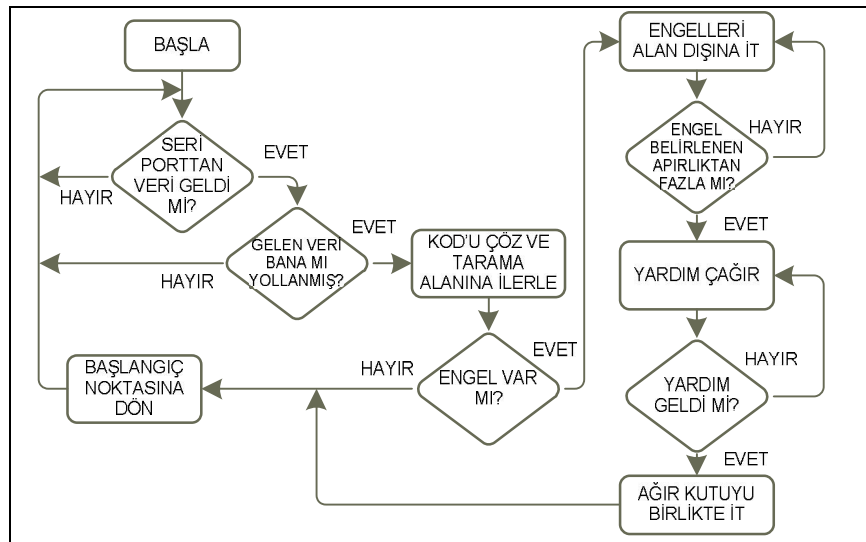 BAŞLA
SERİ
PORTTAN
VERİ GELDİ
Mİ?
EVET
HAYIR
GELEN VERİ
BANA MI
YOLLANMIŞ?
EVET
HAYIR
KOD'U ÇÖZ VE
TARAMA
ALANINA İLERLE
ENGEL VAR
MI?
EVET
HAYIR
BAŞLANGIÇ
NOKTASINA
DÖN
ENGELLERİ
ALAN DIŞINA İT
ENGEL
BELİRLENEN
APIRLIKTAN
FAZLA MI?
HAYIR
EVET
YARDIM ÇAĞIR
YARDIM
GELDİ Mİ?
HAYIR
EVET
AĞIR KUTUYU
BİRLİKTE İT